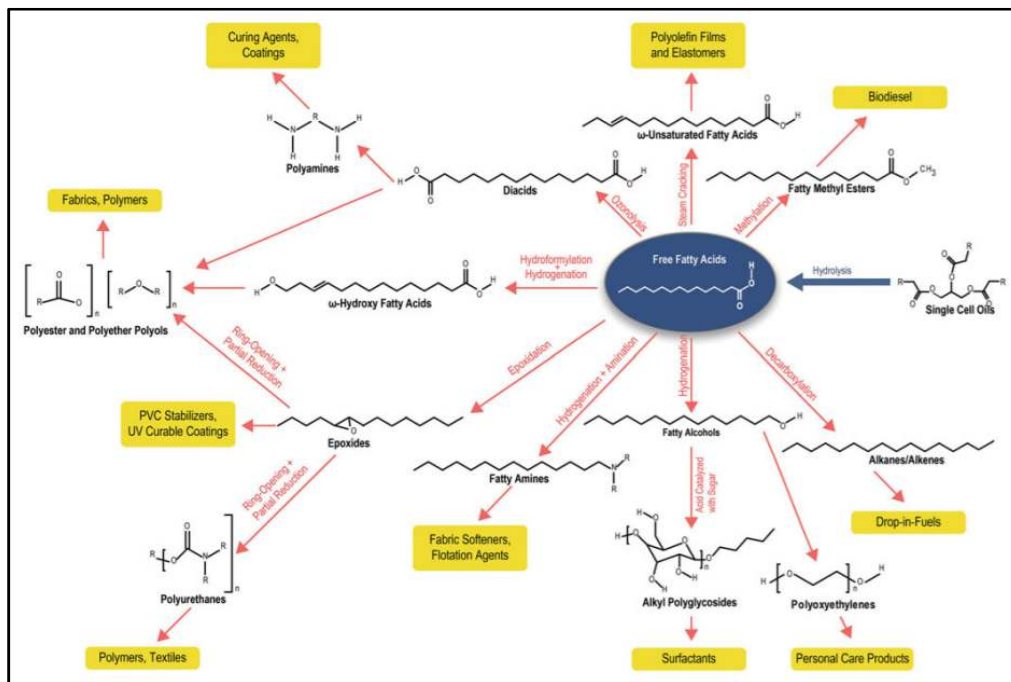 Curing Agents,
Coatings
Polyolefin Films
and Elastomers
Biodiesel
Polyamines
ω-Unsaturated Fatty Acids
Fatty Methyl Esters
Diacids
Fabrics, Polymers
Ozonolysis
Steam Cracking
Methylation
Hydroformylation
+
Hydrogenation
Free Fatty Acids
Hydrolysis
Single Cell Oils
ω-Hydroxy Fatty Acids
Polyester and Polyether Polyols
Ring-Opening +
Partial Reduction
Epoxidation
Hydrogenation + Amination
Hydrogenation
Decarboxylation
PVC Stabilizers,
UV Curable Coatings
Epoxides
Fatty Alcohols
Alkanes/Alkenes
Fatty Amines
Ring-Opening +
Partial Reduction
Acid Catalyzed
with Sugar
Drop-in-Fuels
Fabric Softeners,
Flotation Agents
Polyurethanes
Alkyl Polyglycosides
Polyoxyethylenes
Polymers, Textiles
Surfactants
Personal Care Products